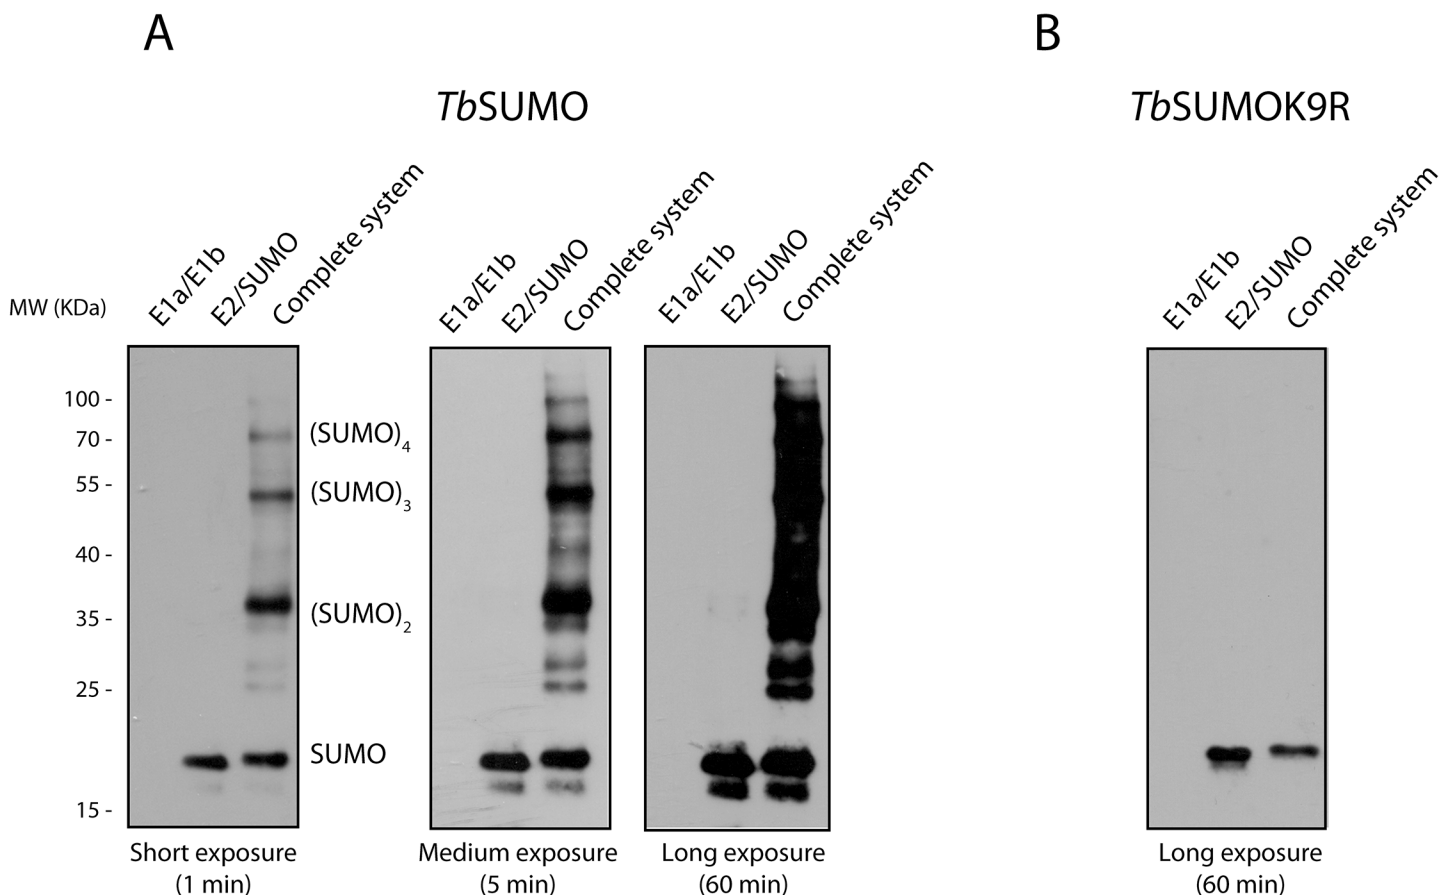 A
B
TbSUMO
TbSUMOK9R
MW (KDa)
E1a/E1b
E2/SUMO
Complete system
E1a/E1b
E2/SUMO
Complete system
E1a/E1b
E2/SUMO
Complete system
E1a/E1b
E2/SUMO
Complete system
100 -
70 -
55 -
40 -
35 -
25 -
15 -
(SUMO)4
(SUMO)3
(SUMO)2
SUMO
Short exposure
(1 min)
Medium exposure
(5 min)
Long exposure
(60 min)
Long exposure
(60 min)